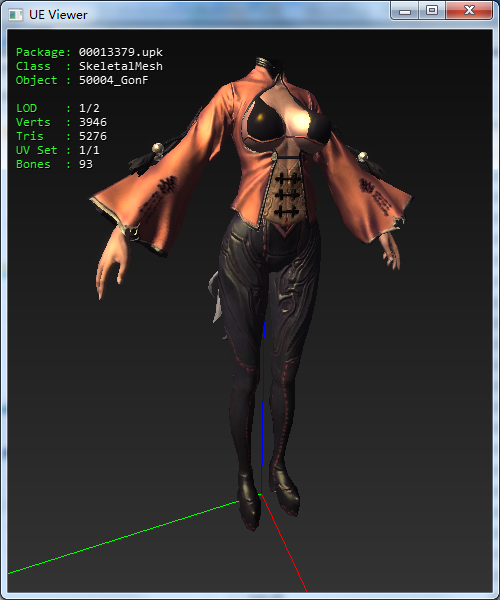 UE Viewer
Package: 00013379.upk
Class : SkeletalMesh
Object : 50004_GonF
LOD : 1/2
Verts : 3946
Tris : 5276
UV Set : 1/1
Bones : 93